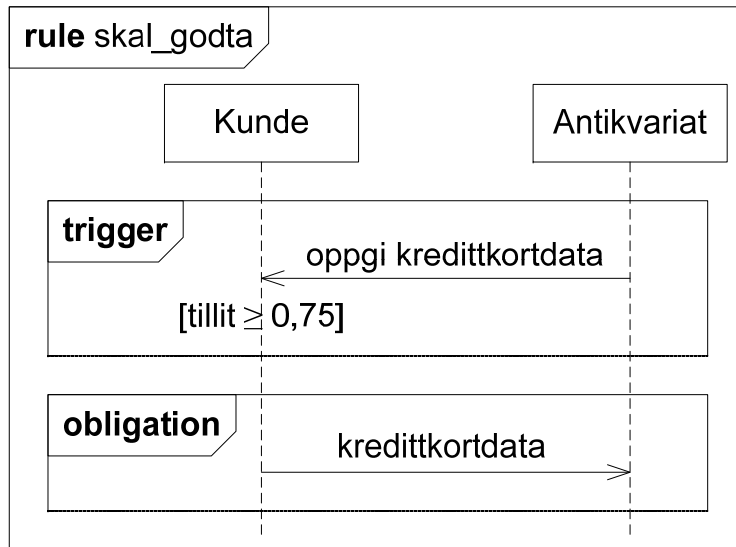 rule skal_godta
Kunde
Antikvariat
trigger
oppgi kredittkortdata
[tillit ≥ 0,75]
obligation
kredittkortdata